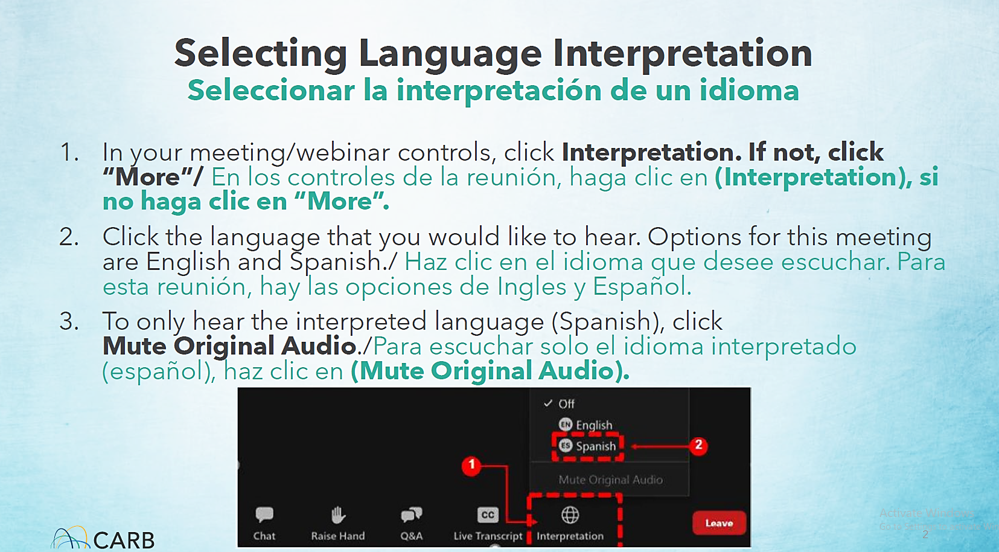 Selecting Language Interpretation
Seleccionar la interpretación de un idioma
1. In your meeting/webinar controls, click Interpretation. If not, click
“More”/ En los controles de la reunión, haga clic en (Interpretation), si
no haga clic en “More”.
2. Click the language that you would like to hear. Options for this meeting
are English and Spanish./ Haz clic en el idioma que desee escuchar. Para
esta reunión, hay las opciones de Ingles y Español.
3. To only hear the interpreted language (Spanish), click
Mute Original Audio./Para escuchar solo el idioma interpretado
(español), haz clic en (Mute Original Audio).
Off
EN English
ES Spanish
2
1
Mute Original Audio
CC
Chat
Raise Hand
Q&A
Live Transcript
Interpretation
Leave
Activate Windows
Go to
2
CARB